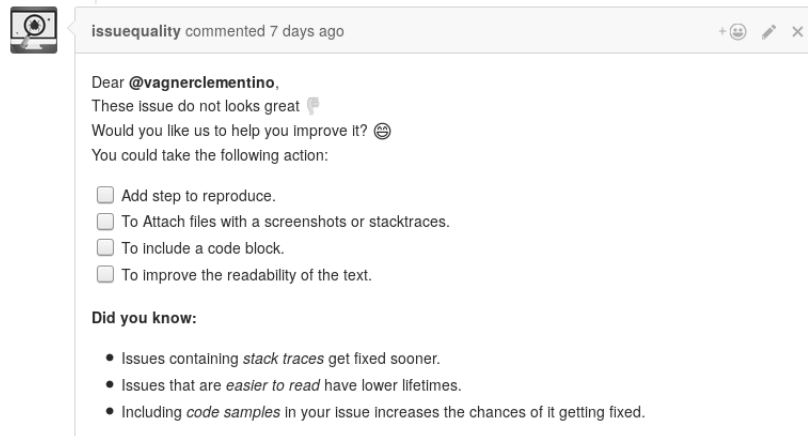 issuequality commented 7 days ago
Dear @vagnerclementino,
These issue do not looks great
Would you like us to help you improve it?
You could take the following action:
Add step to reproduce.
To Attach files with a screenshots or stacktraces.
To include a code block.
To improve the readability of the text.
Did you know:
Issues containing stack traces get fixed sooner.
Issues that are easier to read have lower lifetimes.
Including code samples in your issue increases the chances of it getting fixed.